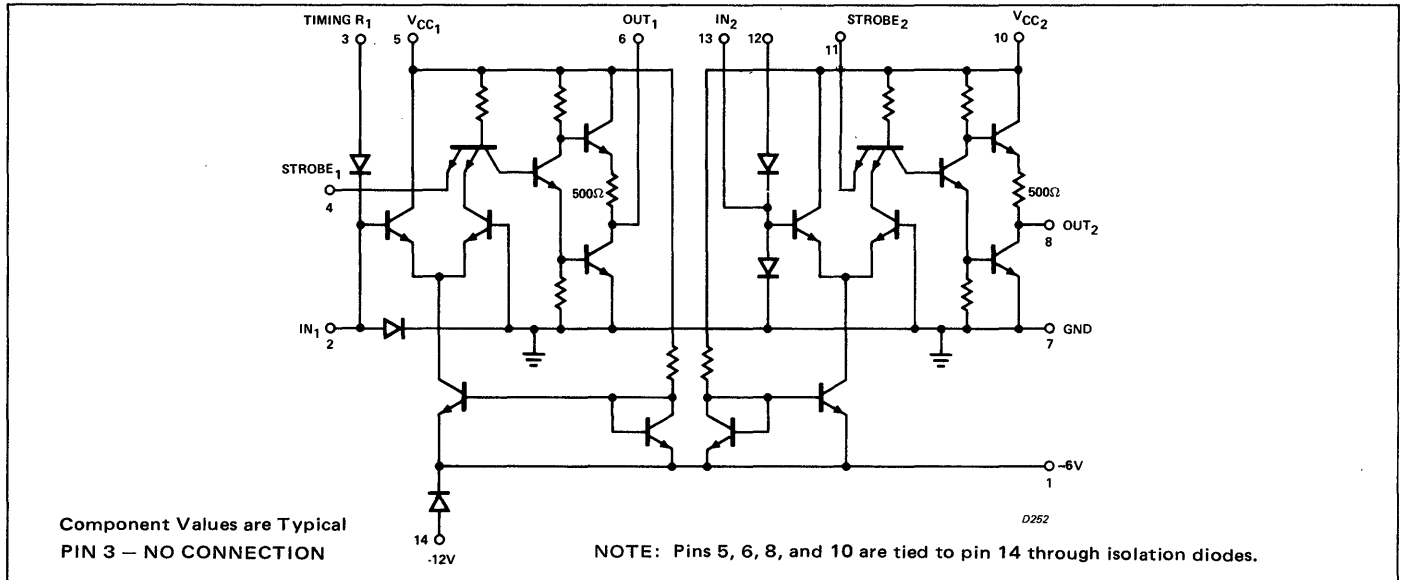 TIMING R1
3
VCC1
5
OUT1
6
IN2
13
12
STROBE2
11
VCC2
10
STROBE1
4
500Ω
500Ω
OUT2
8
IN1
2
GND
7
-6V
1
D252
Component Values are Typical
PIN 3 — NO CONNECTION
14
-12V
NOTE: Pins 5, 6, 8, and 10 are tied to pin 14 through isolation diodes.